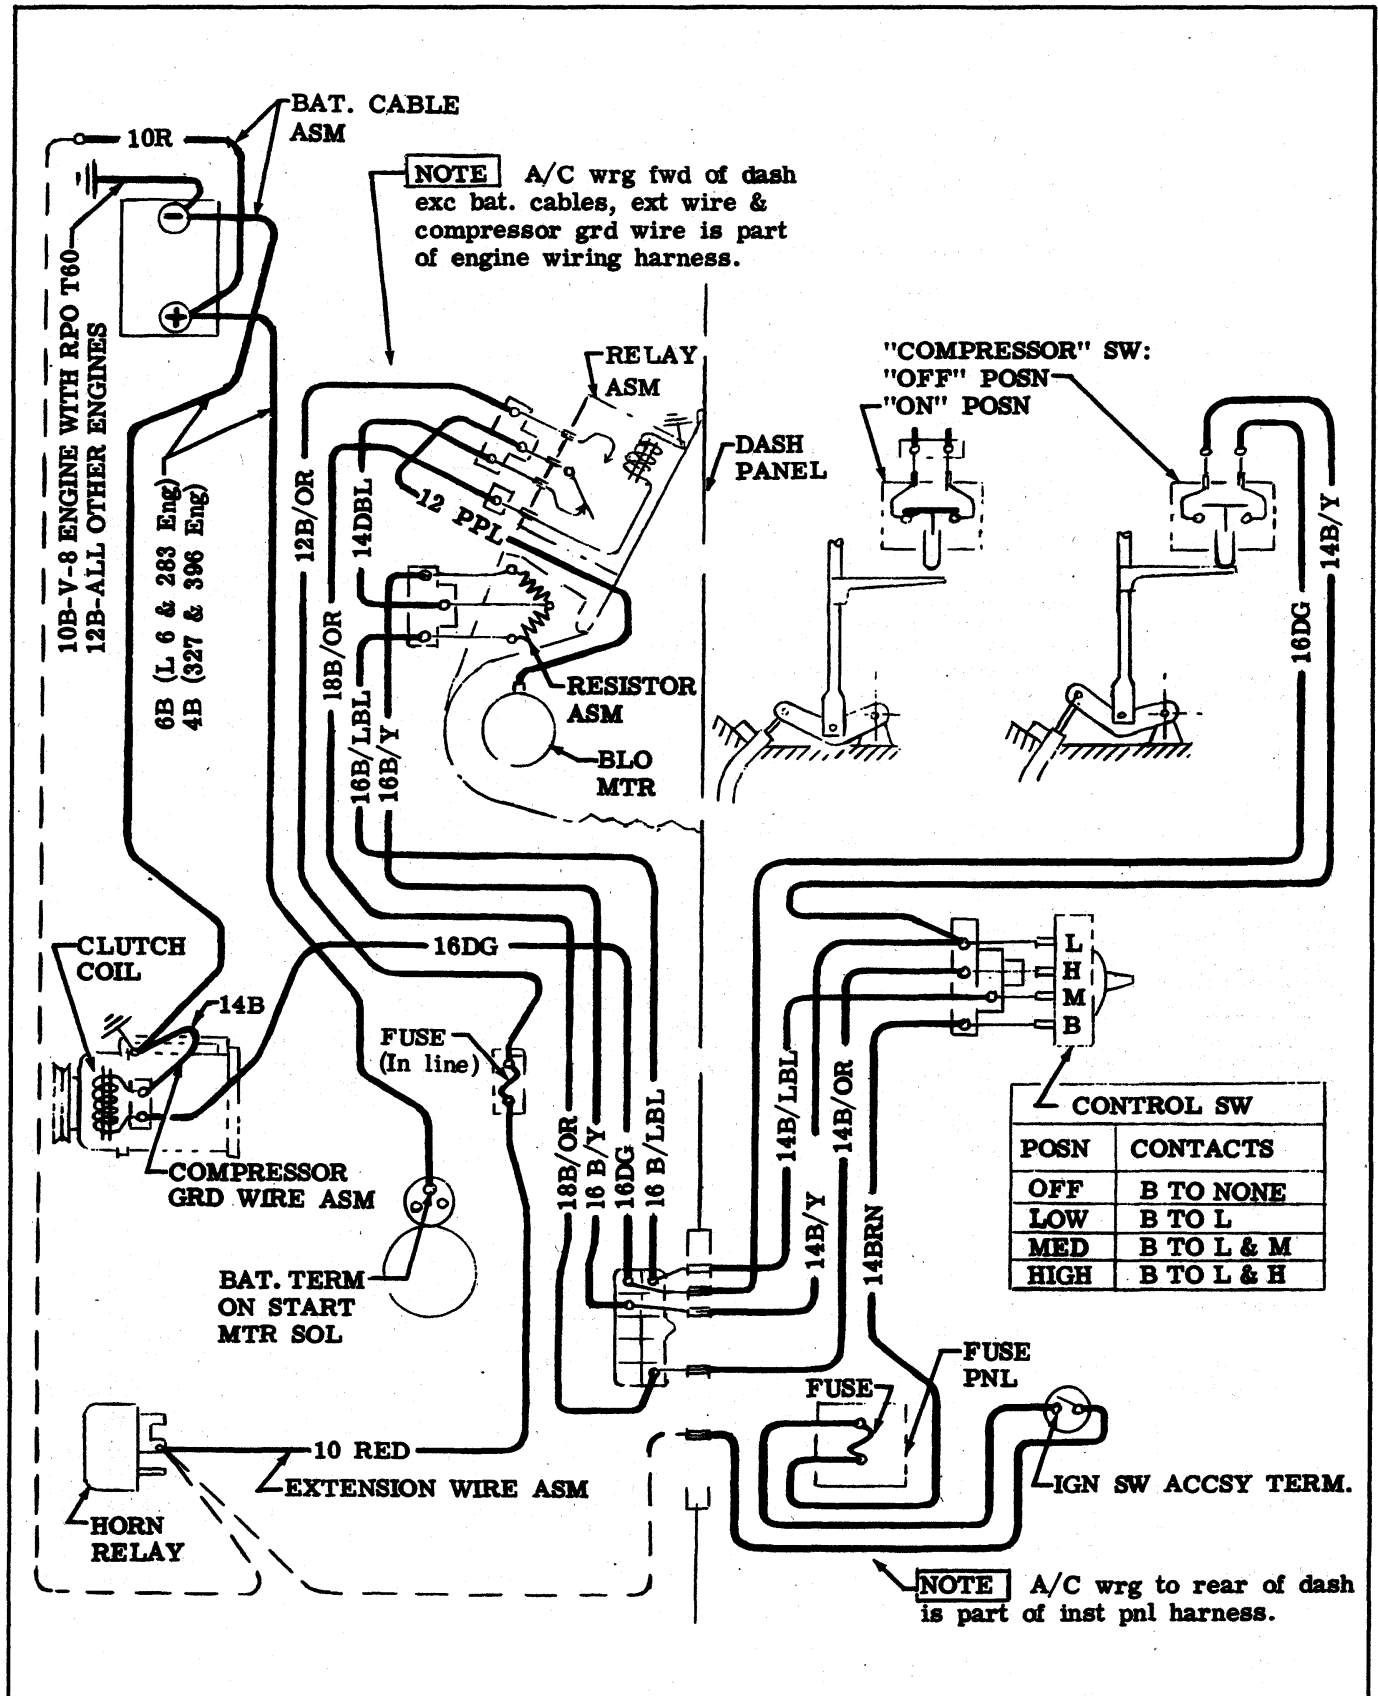 BAT. CABLE
ASM
10R
NOTE A/C wrg fwd of dash
exc bat. cables, ext wire &
compressor grd wire is part
of engine wiring harness.
−
+
10B-V-8 ENGINE WITH RPO T60
12B-ALL OTHER ENGINES
6B (L 6 & 283 Eng)
4B (327 & 396 Eng)
RELAY
ASM
"COMPRESSOR" SW:
"OFF" POSN
"ON" POSN
DASH
PANEL
12B/OR
14DBL
12 PPL
18B/OR
16B/LBL
16B/Y
14B/Y
16DG
RESISTOR
ASM
BLO
MTR
CLUTCH
COIL
16DG
14B
FUSE
(In line)
L
H
M
B
COMPRESSOR
GRD WIRE ASM
18B/OR
16 B/Y
16DG
16 B/LBL
14B/LBL
14B/Y
14B/OR
14BRN
CONTROL SW
POSN CONTACTS
OFF B TO NONE
LOW B TO L
MED B TO L & M
HIGH B TO L & H
BAT. TERM
ON START
MTR SOL
FUSE
PNL
FUSE
10 RED
EXTENSION WIRE ASM
IGN SW ACCSY TERM.
HORN
RELAY
NOTE A/C wrg to rear of dash
is part of inst pnl harness.